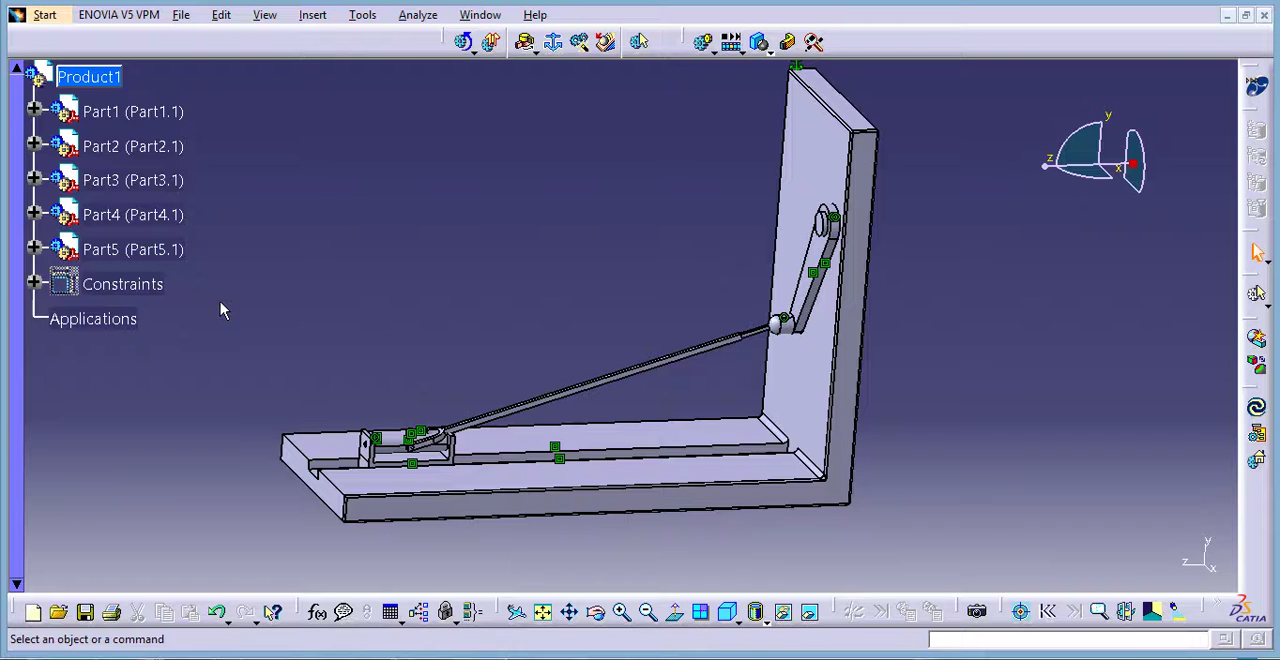 Start ENOVIA V5 VPM File Edit View Insert Tools Analyze Window Help
Product1
Part1 (Part1.1)
Part2 (Part2.1)
Part3 (Part3.1)
Part4 (Part4.1)
Part5 (Part5.1)
Constraints
Applications
y
z
x
y
z
x
f(x)
CATIA
Select an object or a command